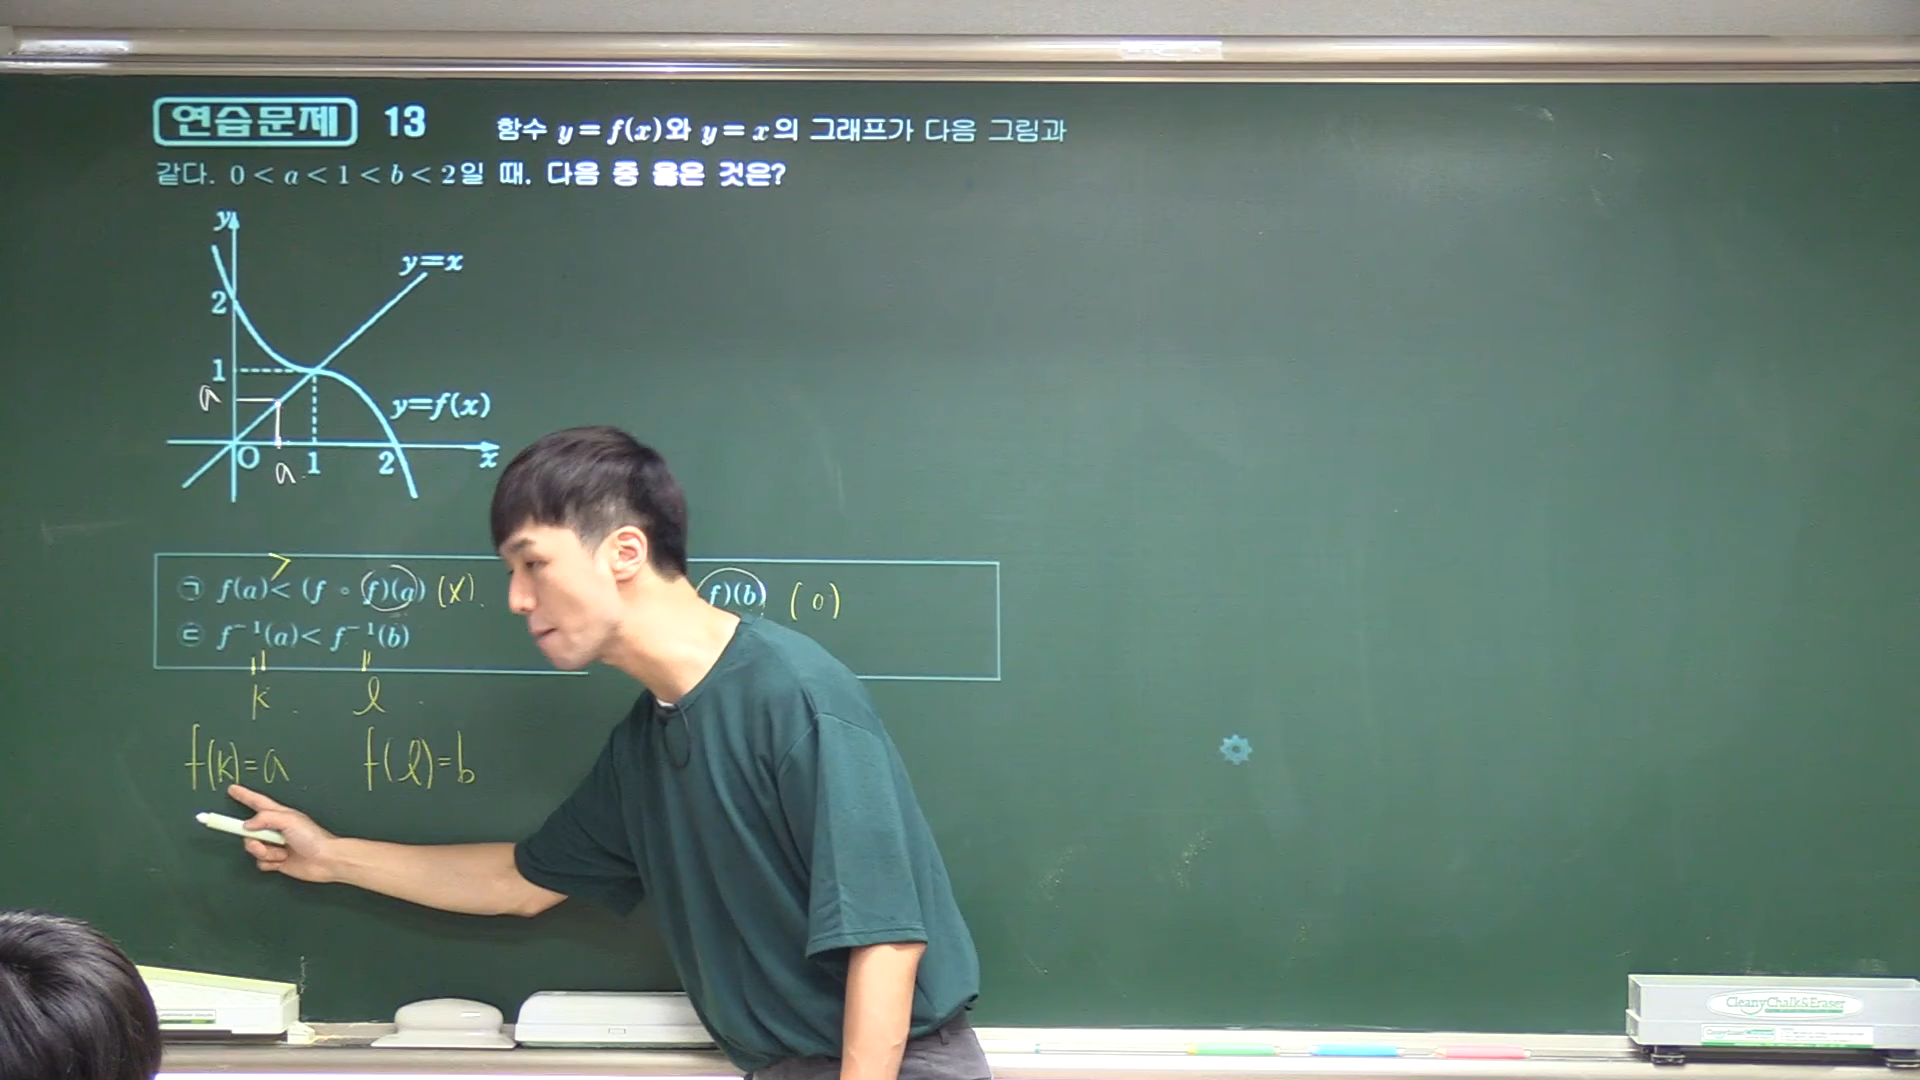 연습문제 13 함수 y=f(x)와 y=x의 그래프가 다음 그림과
같다. 0<a<1<b<2일 때, 다음 중 옳은 것은?
y
y=x
2
1
a
y=f(x)
O a 1 2 x
>
㉠ f(a)< (f∘f)(a) (X) f)(b) (o)
㉢ f⁻¹(a)< f⁻¹(b)
k l
f(k)=a f(l)=b
CleanyChalk&Eraser